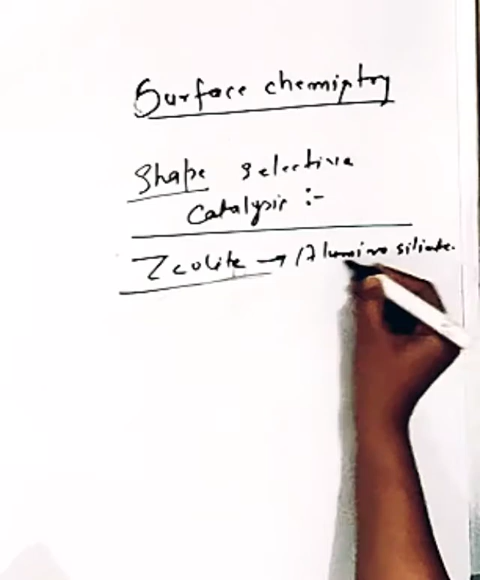 Surface chemistry
Shape Selective
Catalysis :-
Zeolite → Alumino silicate.